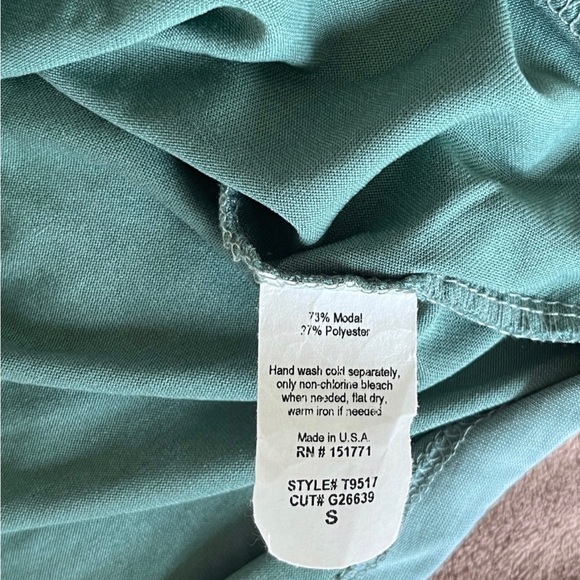 73% Modal
27% Polyester
Hand wash cold separately,
only non-chlorine bleach
when needed, flat dry,
warm iron if needed
Made in U.S.A.
RN # 151771
STYLE# T9517
CUT# G26639
S